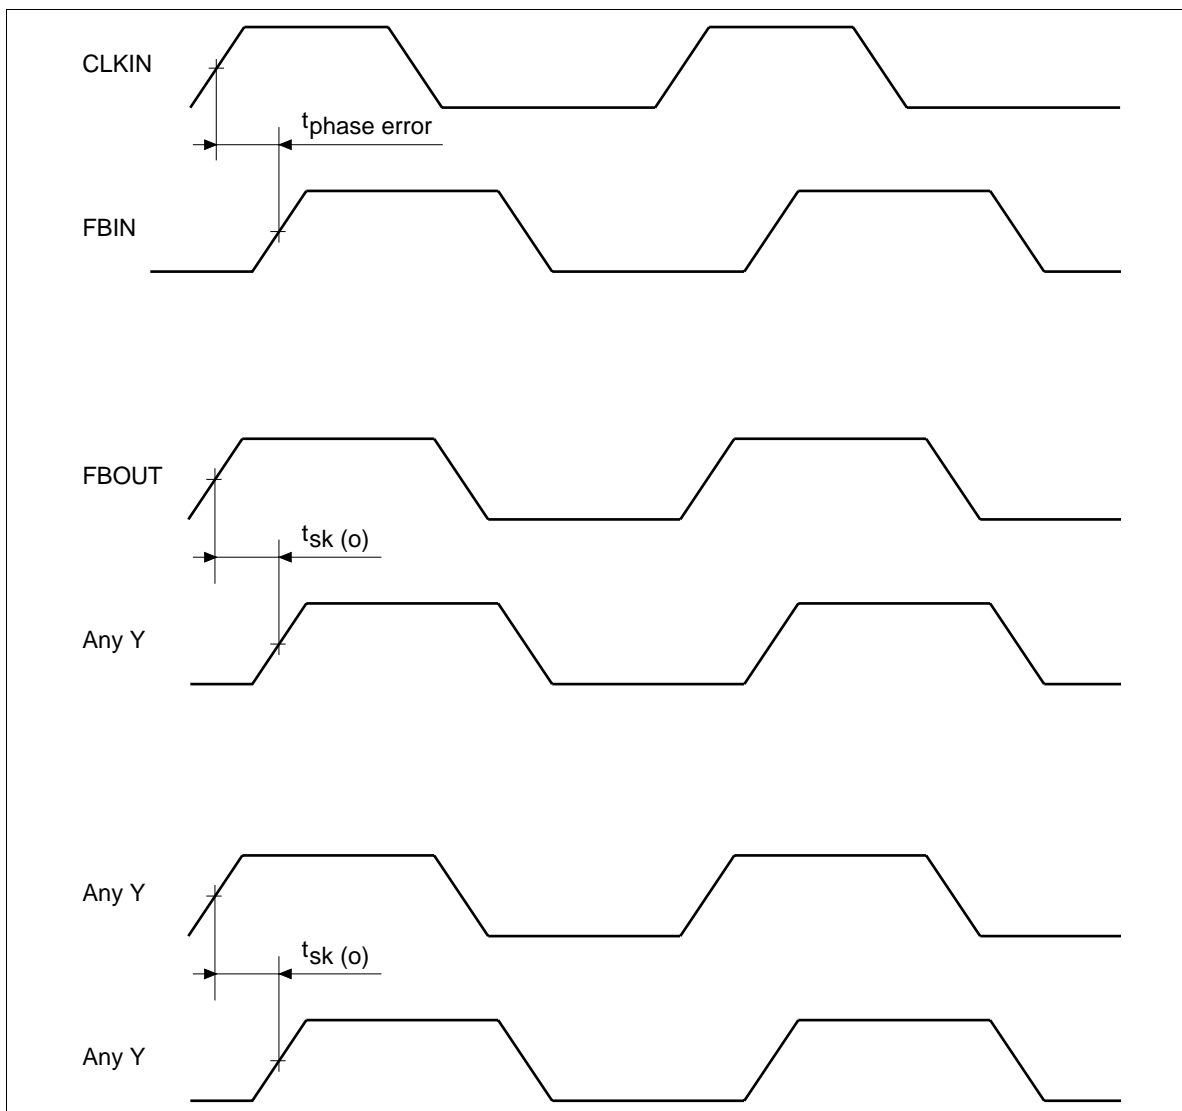 CLKIN
tphase error
FBIN
FBOUT
tsk (o)
Any Y
Any Y
tsk (o)
Any Y